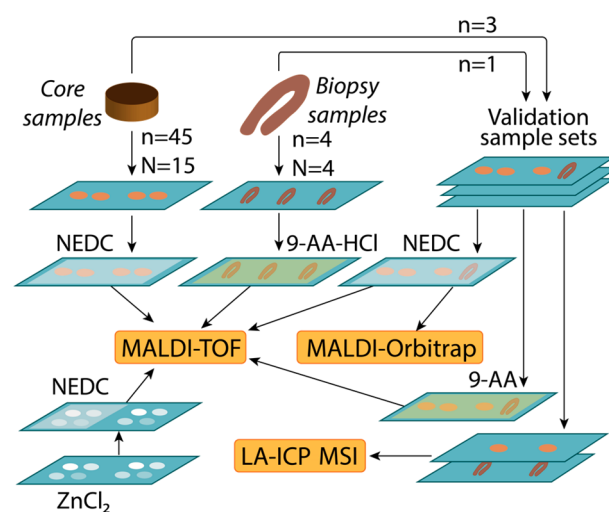 n=3
n=1
Core
samples
Biopsy
samples
Validation
sample sets
n=45
N=15
n=4
N=4
NEDC
9-AA-HCl
NEDC
MALDI-TOF
MALDI-Orbitrap
NEDC
9-AA
LA-ICP MSI
ZnCl₂